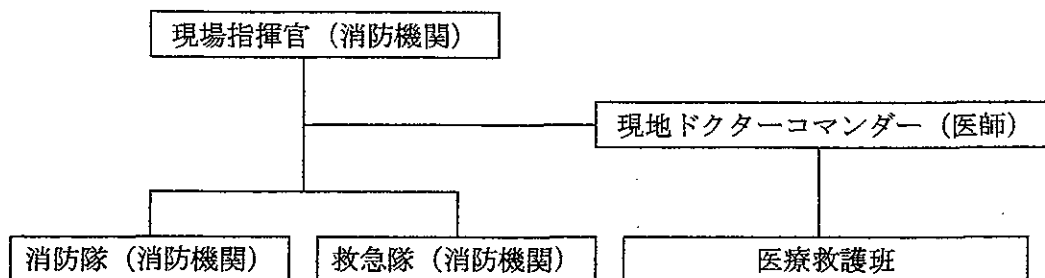 現場指揮官（消防機関）
現地ドクターコマンダー（医師）
消防隊（消防機関）
救急隊（消防機関）
医療救護班